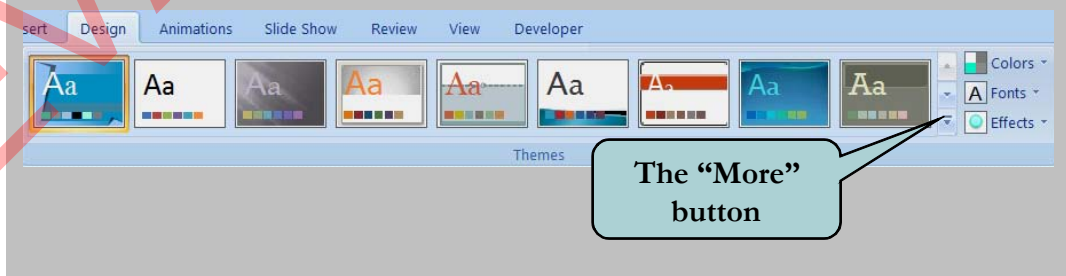 sert Design Animations Slide Show Review View Developer
Aa Aa Aa Aa Aa Aa Aa Aa Aa
Colors
A Fonts
Effects
Themes
The “More”
button